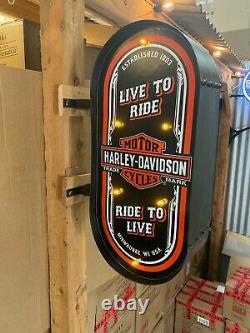 ESTABLISHED 1903
LIVE TO
RIDE
MOTOR
HARLEY-DAVIDSON
TRADE MARK
CYCLES
RIDE TO
LIVE
MILWAUKEE, WI USA